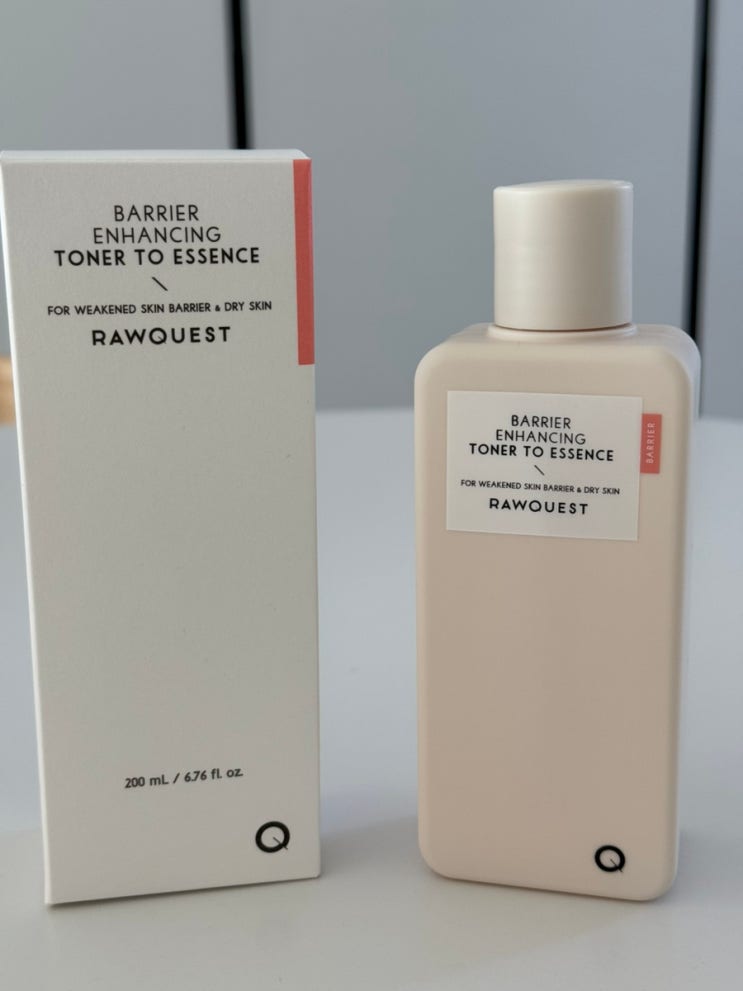 BARRIER
ENHANCING
TONER TO ESSENCE
FOR WEAKENED SKIN BARRIER & DRY SKIN
RAWQUEST
200 mL / 6.76 fl. oz.
Q
BARRIER
ENHANCING
TONER TO ESSENCE
FOR WEAKENED SKIN BARRIER & DRY SKIN
RAWQUEST
BARRIER
Q